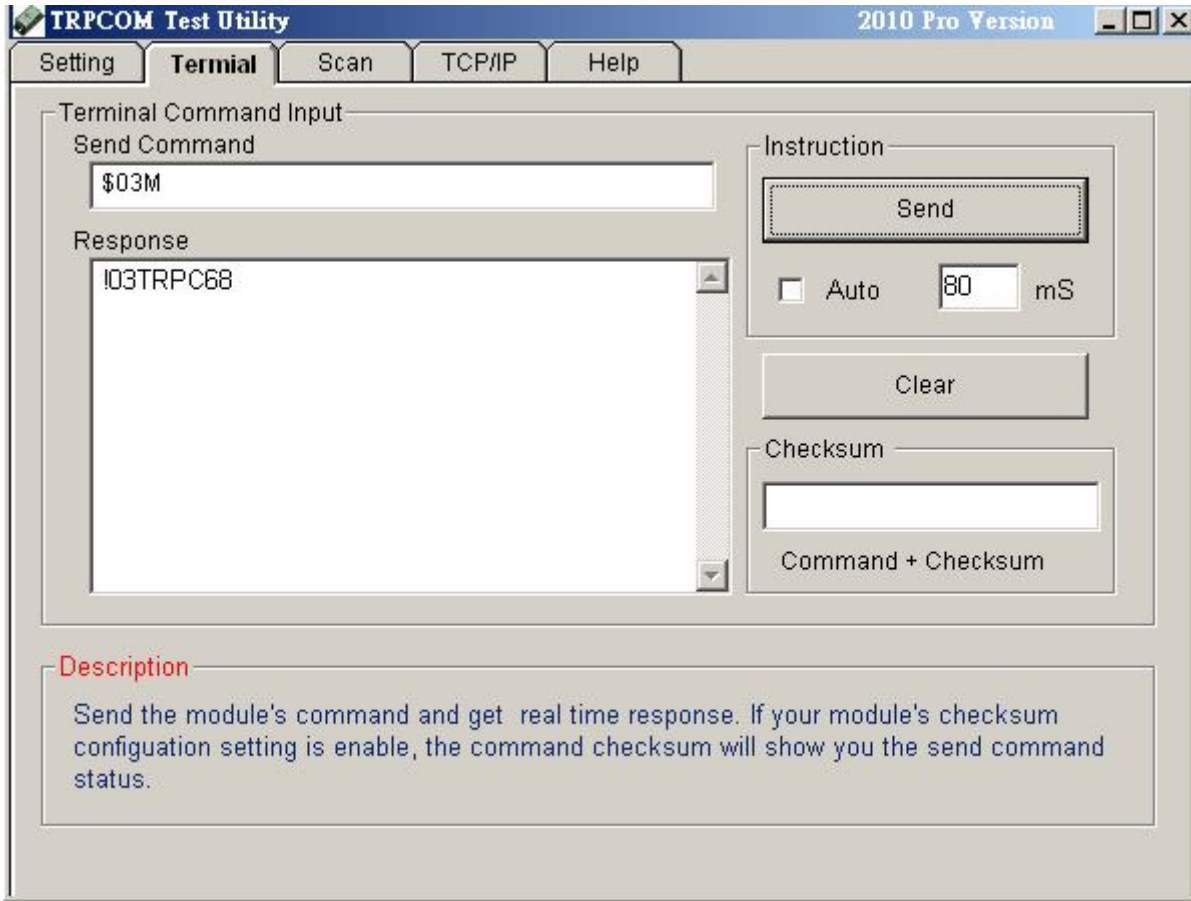 TRPCOM Test Utility 2010 Pro Version
Setting Termial Scan TCP/IP Help
Terminal Command Input
Send Command
$03M
Response
!03TRPC68
Instruction
Send
Auto 80 mS
Clear
Checksum
Command + Checksum
Description
Send the module's command and get real time response. If your module's checksum
configuation setting is enable, the command checksum will show you the send command
status.